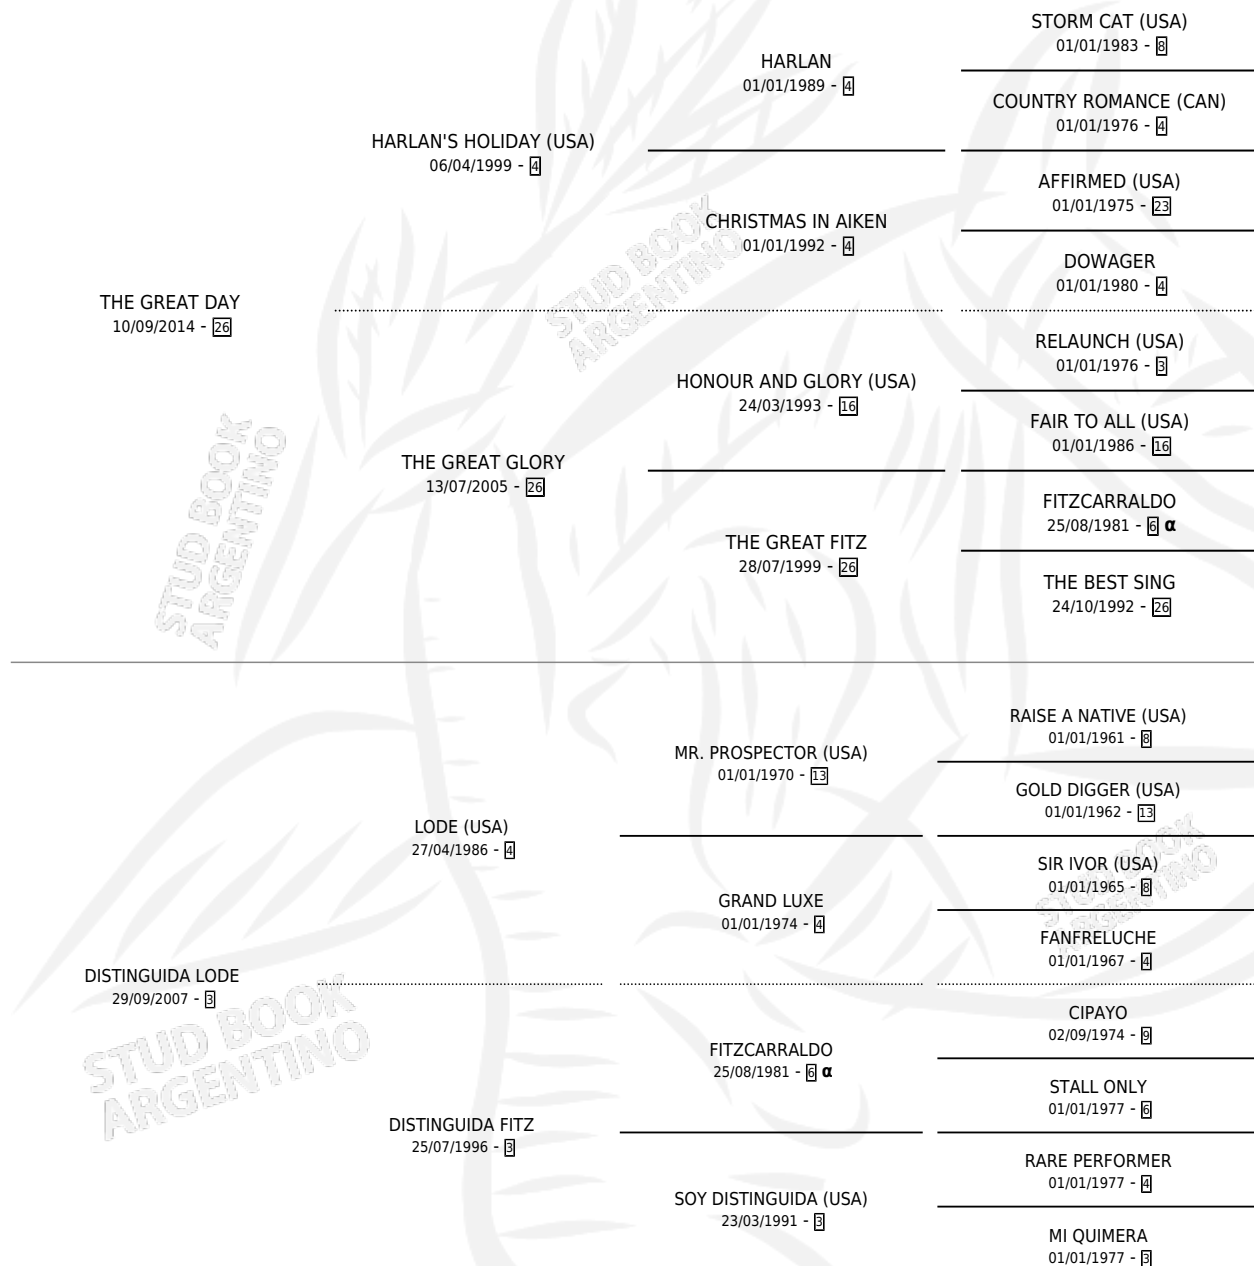 STORM CAT (USA)
01/01/1983 - 8
HARLAN
01/01/1989 - 4
COUNTRY ROMANCE (CAN)
01/01/1976 - 4
HARLAN'S HOLIDAY (USA)
06/04/1999 - 4
AFFIRMED (USA)
01/01/1975 - 23
CHRISTMAS IN AIKEN
01/01/1992 - 4
DOWAGER
01/01/1980 - 4
THE GREAT DAY
10/09/2014 - 26
RELAUNCH (USA)
01/01/1976 - 3
HONOUR AND GLORY (USA)
24/03/1993 - 16
FAIR TO ALL (USA)
01/01/1986 - 16
THE GREAT GLORY
13/07/2005 - 26
FITZCARRALDO
25/08/1981 - 6 α
THE GREAT FITZ
28/07/1999 - 26
THE BEST SING
24/10/1992 - 26
STUD BOOK
ARGENTINO
STUD BOOK
ARGENTINO
RAISE A NATIVE (USA)
01/01/1961 - 8
MR. PROSPECTOR (USA)
01/01/1970 - 13
GOLD DIGGER (USA)
01/01/1962 - 13
LODE (USA)
27/04/1986 - 4
SIR IVOR (USA)
01/01/1965 - 8
GRAND LUXE
01/01/1974 - 4
FANFRELUCHE
01/01/1967 - 4
STUD BOOK
ARGENTINO
DISTINGUIDA LODE
29/09/2007 - 3
CIPAYO
02/09/1974 - 9
FITZCARRALDO
25/08/1981 - 6 α
STALL ONLY
01/01/1977 - 6
DISTINGUIDA FITZ
25/07/1996 - 3
RARE PERFORMER
01/01/1977 - 4
SOY DISTINGUIDA (USA)
23/03/1991 - 3
MI QUIMERA
01/01/1977 - 3
STUD BOOK
ARGENTINO